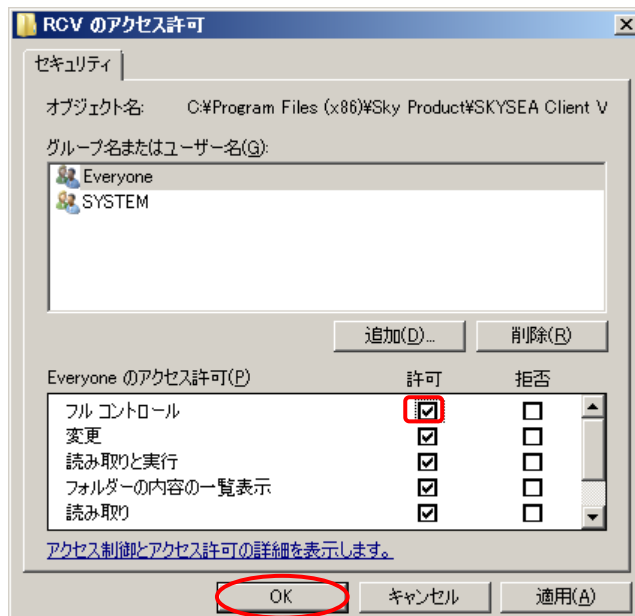 RCV のアクセス許可
セキュリティ
オブジェクト名: C:¥Program Files (x86)¥Sky Product¥SKYSEA Client V
グループ名またはユーザー名(G):
Everyone
SYSTEM
追加(D)... 削除(R)
Everyone のアクセス許可(P) 許可 拒否
フル コントロール
変更
読み取りと実行
フォルダーの内容の一覧表示
読み取り
アクセス制御とアクセス許可の詳細を表示します。
OK キャンセル 適用(A)